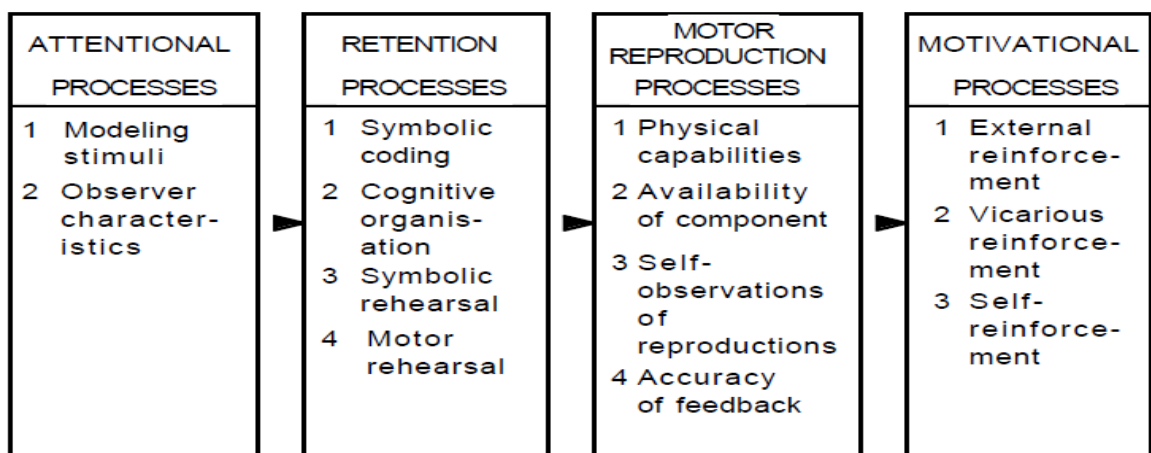 ATTENTIONAL
PROCESSES
1 Modeling
stimuli
2 Observer
character-
istics
RETENTION
PROCESSES
1 Symbolic
coding
2 Cognitive
organis-
ation
3 Symbolic
rehearsal
4 Motor
rehearsal
MOTOR
REPRODUCTION
PROCESSES
1 Physical
capabilities
2 Availability
of component
3 Self-
observations
of
reproductions
4 Accuracy
of feedback
MOTIVATIONAL
PROCESSES
1 External
reinforce-
ment
2 Vicarious
reinforce-
ment
3 Self-
reinforce-
ment